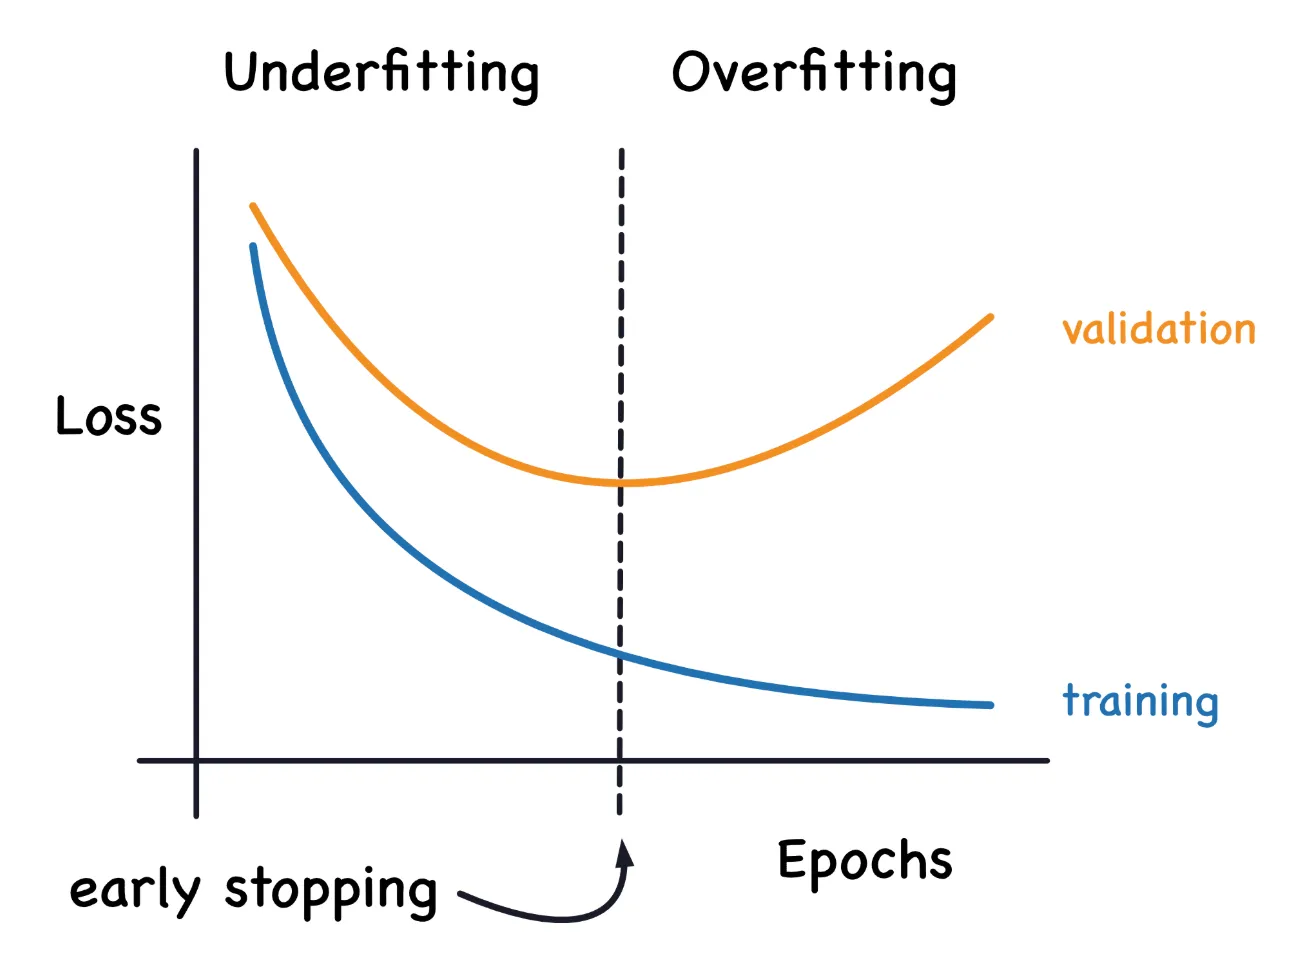 Underfitting
Overfitting
validation
Loss
training
Epochs
early stopping